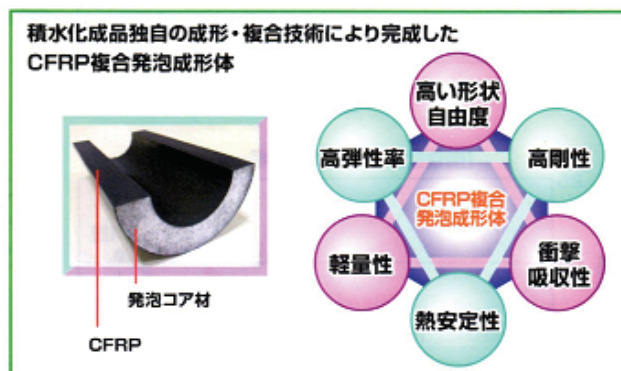 積水化成品独自の成形・複合技術により完成した
CFRP複合発泡成形体
発泡コア材
CFRP
高い形状
自由度
高弾性率
高剛性
CFRP複合
発泡成形体
軽量性
衝撃
吸収性
熱安定性